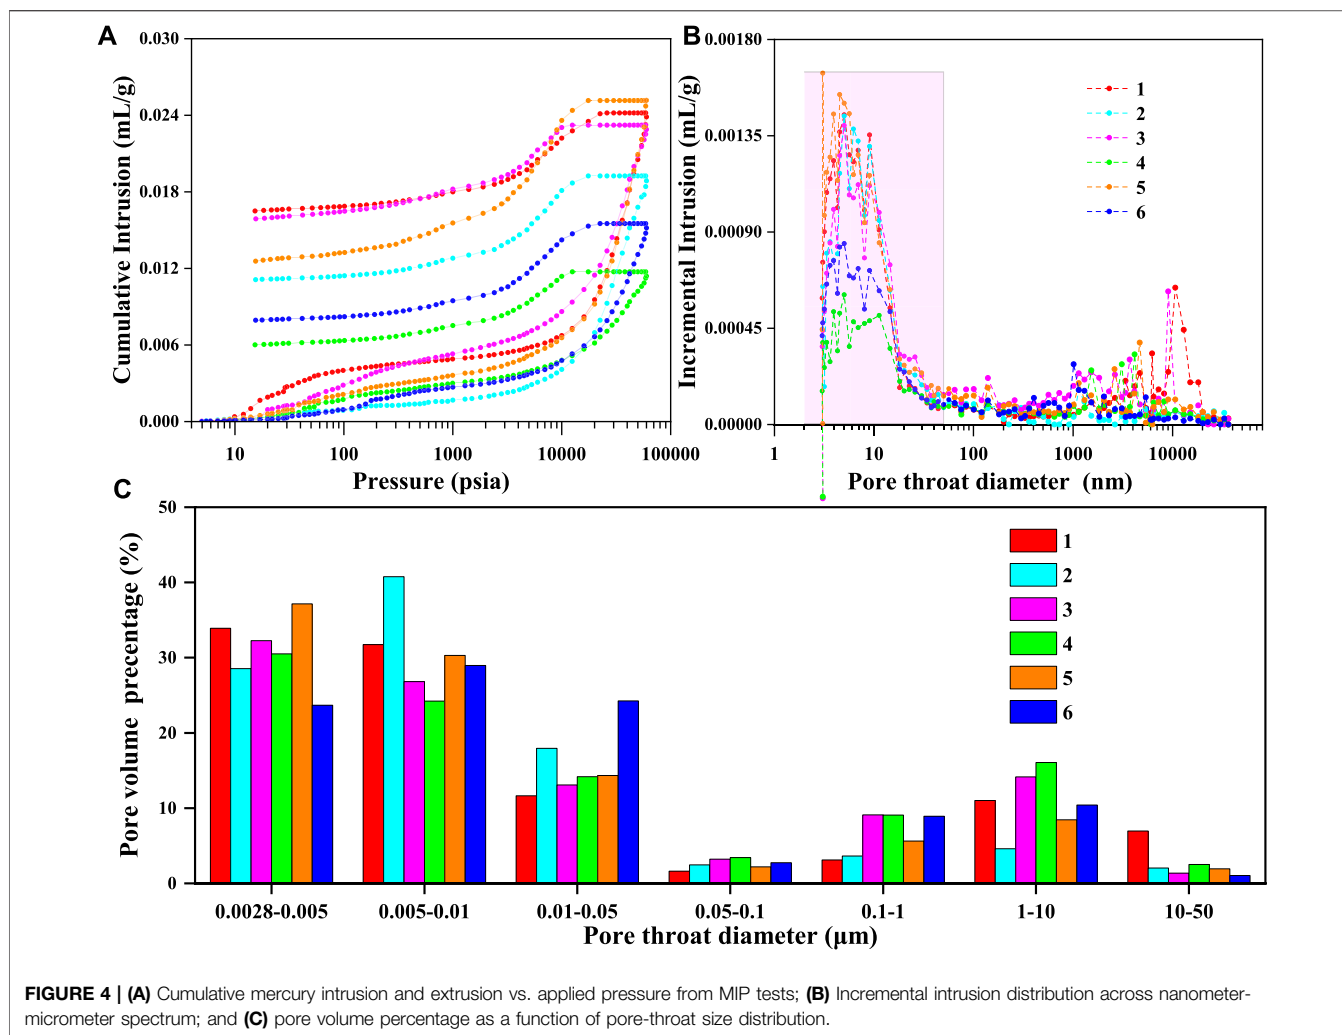 A
0.030
0.024
0.018
0.012
0.006
0.000
Cumulative Intrusion (mL/g)
10 100 1000 10000 100000
Pressure (psia)
B
0.00180
0.00135
0.00090
0.00045
0.00000
Incremental Intrusion (mL/g)
1
2
3
4
5
6
1 10 100 1000 10000
Pore throat diameter (nm)
C
50
40
30
20
10
0
Pore volume precentage (%)
1
2
3
4
5
6
0.0028-0.005 0.005-0.01 0.01-0.05 0.05-0.1 0.1-1 1-10 10-50
Pore throat diameter (μm)
FIGURE 4 | (A) Cumulative mercury intrusion and extrusion vs. applied pressure from MIP tests; (B) Incremental intrusion distribution across nanometer-
micrometer spectrum; and (C) pore volume percentage as a function of pore-throat size distribution.